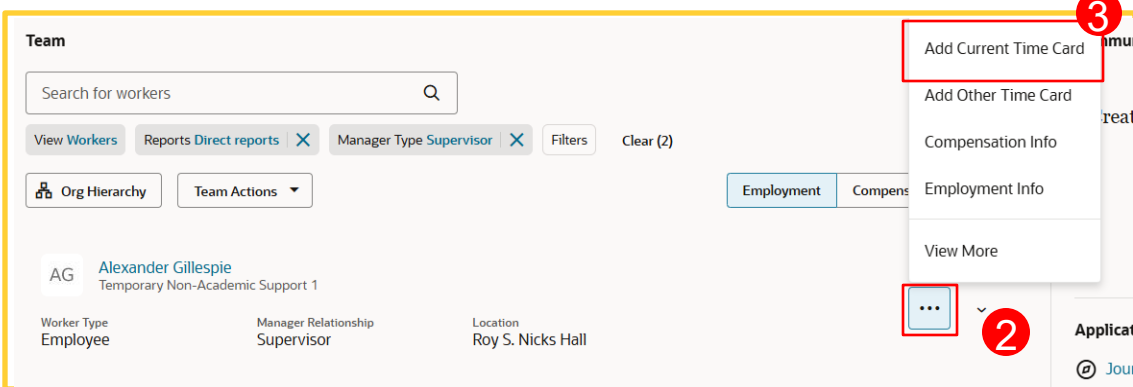 3
Team
Add Current Time Card
Search for workers
Add Other Time Card
View Workers Reports Direct reports Manager Type Supervisor Filters Clear (2)
Compensation Info
Org Hierarchy Team Actions Employment
Employment Info
View More
AG Alexander Gillespie
Temporary Non-Academic Support 1
...
2
Worker Type Manager Relationship Location
Employee Supervisor Roy S. Nicks Hall